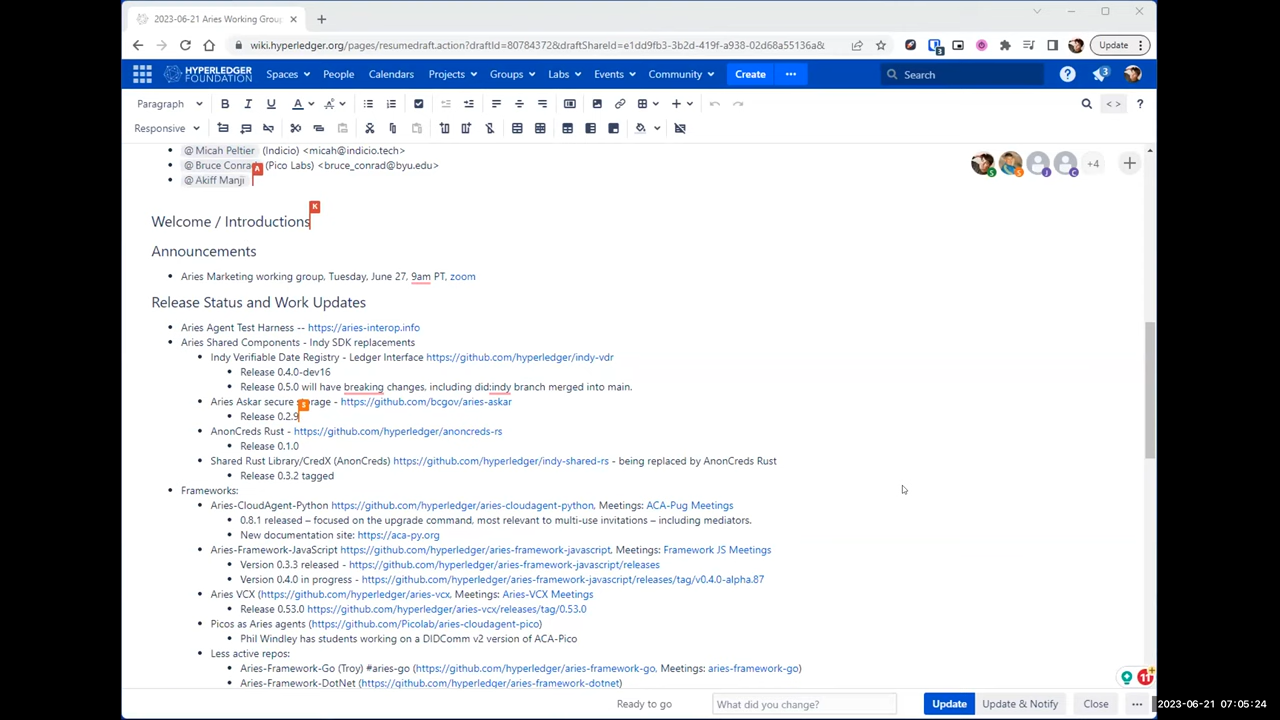 2023-06-21 Aries Working Grou
wiki.hyperledger.org/pages/resumedraft.action?draftId=80784372&draftShareId=e1dd9fb3-3b2d-419f-a938-02d68a55136a&
Update
HYPERLEDGER FOUNDATION
Spaces People Calendars Projects Groups Labs Events Community Create Search
3
Paragraph
Responsive
@ Micah Peltier (Indicio) <micah@indicio.tech>
@ Bruce Conrad (Pico Labs) <bruce_conrad@byu.edu>
@ Akiff Manji
+4
Welcome / Introductions
Announcements
Aries Marketing working group, Tuesday, June 27, 9am PT, zoom
Release Status and Work Updates
Aries Agent Test Harness -- https://aries-interop.info
Aries Shared Components - Indy SDK replacements
Indy Verifiable Date Registry - Ledger Interface https://github.com/hyperledger/indy-vdr
Release 0.4.0-dev16
Release 0.5.0 will have breaking changes, including did:indy branch merged into main.
Aries Askar secure storage - https://github.com/bcgov/aries-askar
Release 0.2.9
AnonCreds Rust - https://github.com/hyperledger/anoncreds-rs
Release 0.1.0
Shared Rust Library/CredX (AnonCreds) https://github.com/hyperledger/indy-shared-rs - being replaced by AnonCreds Rust
Release 0.3.2 tagged
Frameworks:
Aries-CloudAgent-Python https://github.com/hyperledger/aries-cloudagent-python, Meetings: ACA-Pug Meetings
0.8.1 released – focused on the upgrade command, most relevant to multi-use invitations – including mediators.
New documentation site: https://aca-py.org
Aries-Framework-JavaScript https://github.com/hyperledger/aries-framework-javascript, Meetings: Framework JS Meetings
Version 0.3.3 released - https://github.com/hyperledger/aries-framework-javascript/releases
Version 0.4.0 in progress - https://github.com/hyperledger/aries-framework-javascript/releases/tag/v0.4.0-alpha.87
Aries VCX (https://github.com/hyperledger/aries-vcx, Meetings: Aries-VCX Meetings
Release 0.53.0 https://github.com/hyperledger/aries-vcx/releases/tag/0.53.0
Picos as Aries agents (https://github.com/Picolab/aries-cloudagent-pico)
Phil Windley has students working on a DIDComm v2 version of ACA-Pico
Less active repos:
Aries-Framework-Go (Troy) #aries-go (https://github.com/hyperledger/aries-framework-go, Meetings: aries-framework-go)
Aries-Framework-DotNet (https://github.com/hyperledger/aries-framework-dotnet)
Ready to go What did you change? Update Update & Notify Close
2023-06-21 07:05:24